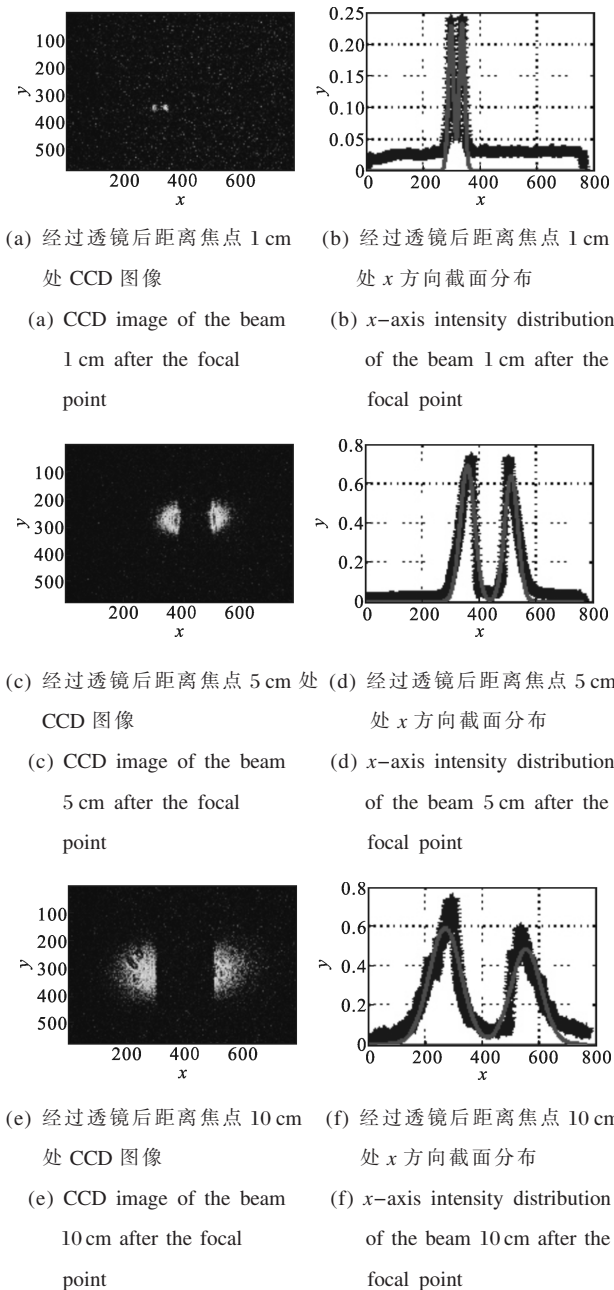 100
200
300
400
500
y
200 400 600
x
0.25
0.20
0.15
0.10
0.05
0
y
0 200 400 600 800
x
(a) 经过透镜后距离焦点 1 cm
处 CCD 图像
(a) CCD image of the beam
1 cm after the focal
point
(b) 经过透镜后距离焦点 1 cm
处 x 方向截面分布
(b) x-axis intensity distribution
of the beam 1 cm after the
focal point
100
200
300
400
500
y
200 400 600
x
0.8
0.6
0.4
0.2
0
y
0 200 400 600 800
x
(c) 经过透镜后距离焦点 5 cm 处
CCD 图像
(c) CCD image of the beam
5 cm after the focal
point
(d) 经过透镜后距离焦点 5 cm
处 x 方向截面分布
(d) x-axis intensity distribution
of the beam 5 cm after the
focal point
100
200
300
400
500
y
200 400 600
x
0.8
0.6
0.4
0.2
0
y
0 200 400 600 800
x
(e) 经过透镜后距离焦点 10 cm
处 CCD 图像
(e) CCD image of the beam
10 cm after the focal
point
(f) 经过透镜后距离焦点 10 cm
处 x 方向截面分布
(f) x-axis intensity distribution
of the beam 10 cm after the
focal point